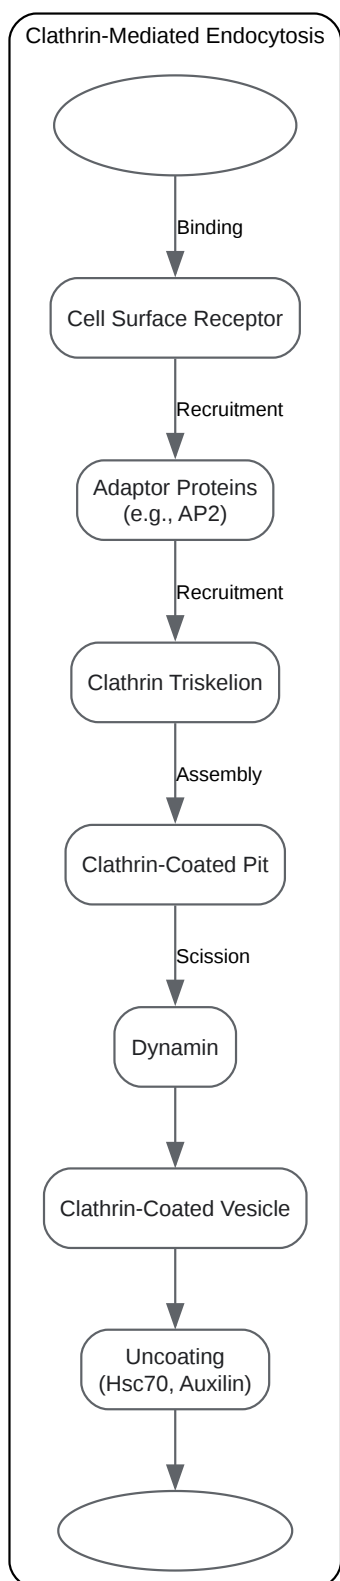 Clathrin-Mediated Endocytosis
Binding
Cell Surface Receptor
Recruitment
Adaptor Proteins
(e.g., AP2)
Recruitment
Clathrin Triskelion
Assembly
Clathrin-Coated Pit
Scission
Dynamin
Clathrin-Coated Vesicle
Uncoating
(Hsc70, Auxilin)